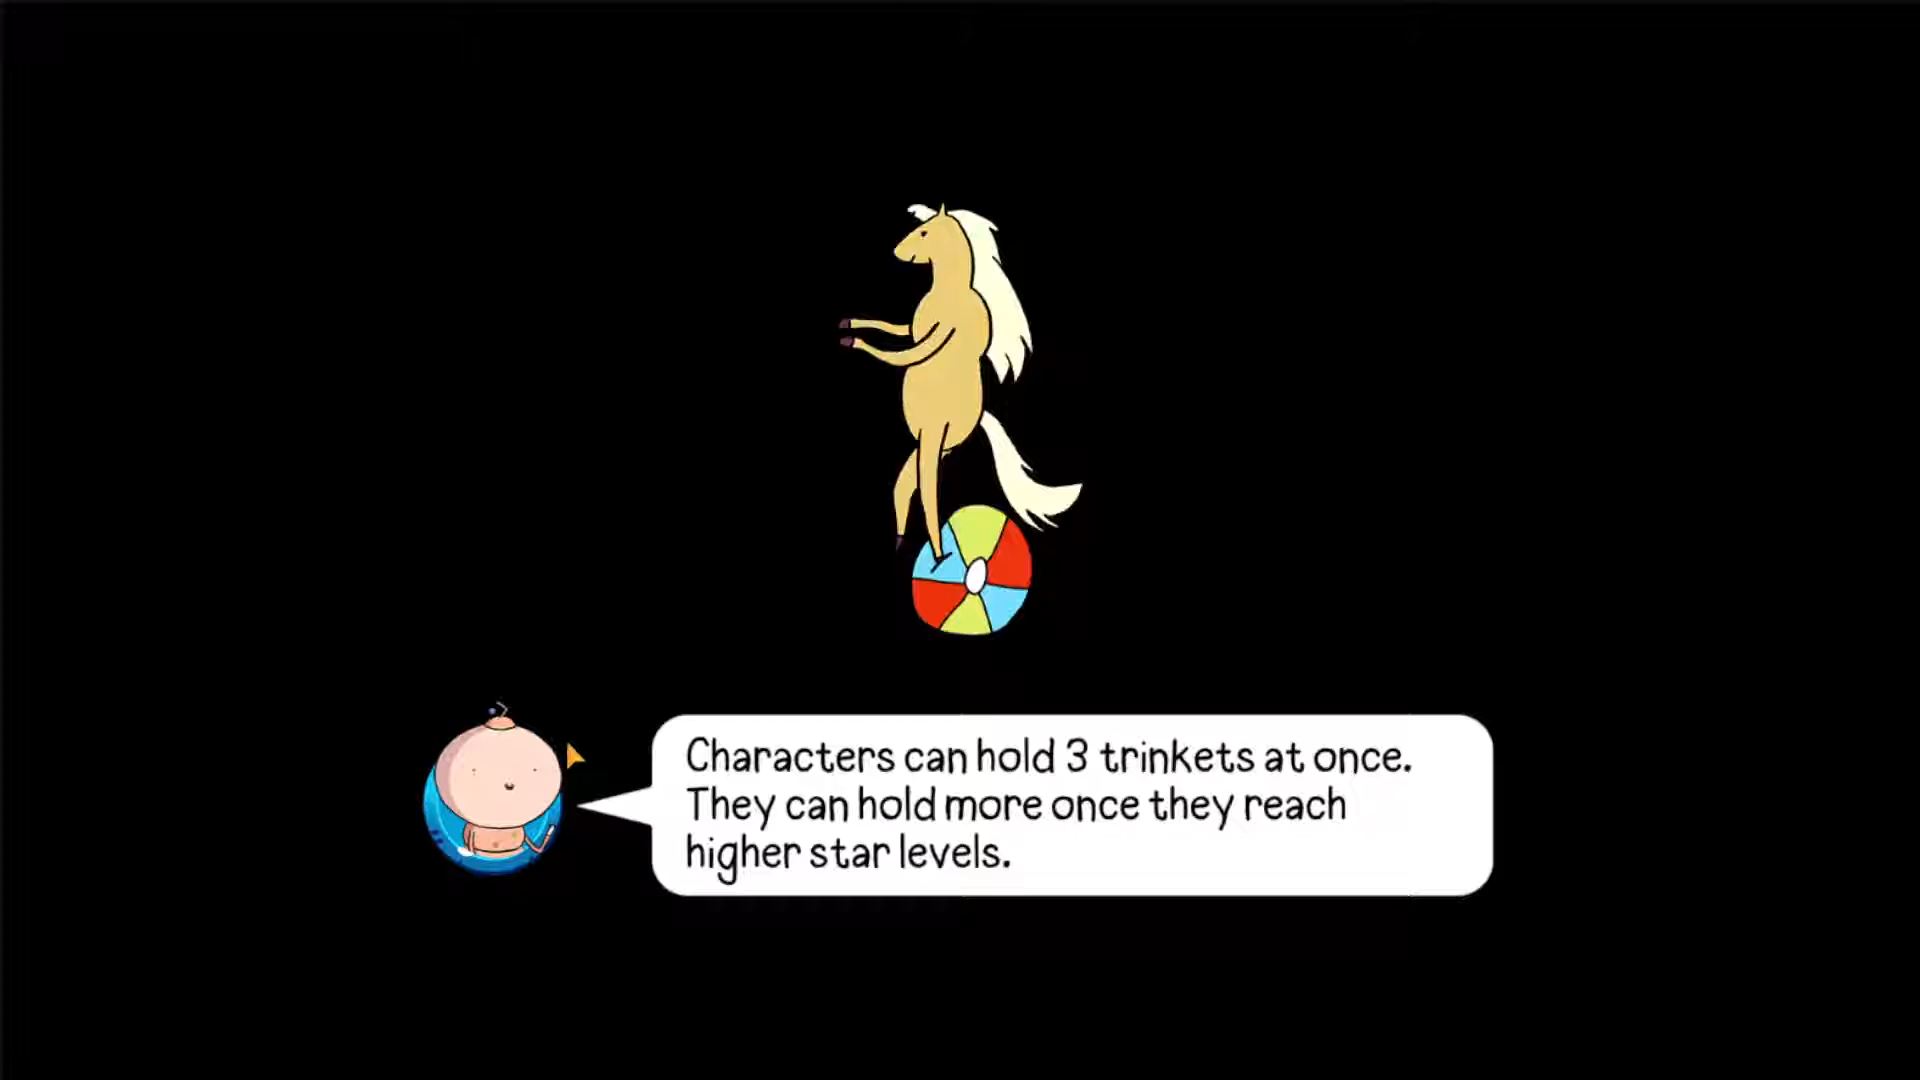 Characters can hold 3 trinkets at once.
They can hold more once they reach
higher star levels.